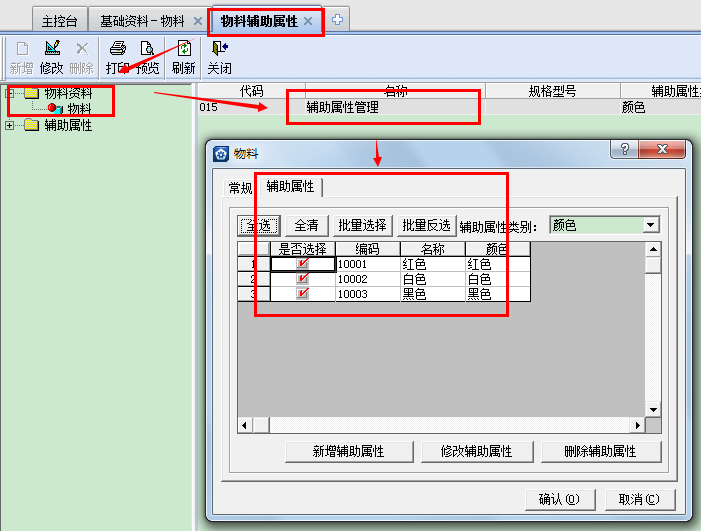 主控台 基础资料 - 物料 物料辅助属性
新增 修改 删除 打印 预览 刷新 关闭
物料资料
物料
辅助属性
代码 名称 规格型号 辅助属性
015 辅助属性管理 颜色
物料
常规 辅助属性
全选 全清 批量选择 批量反选 辅助属性类别： 颜色
是否选择 编码 名称 颜色
1 10001 红色 红色
2 10002 白色 白色
3 10003 黑色 黑色
新增辅助属性 修改辅助属性 删除辅助属性
确认(O) 取消(C)